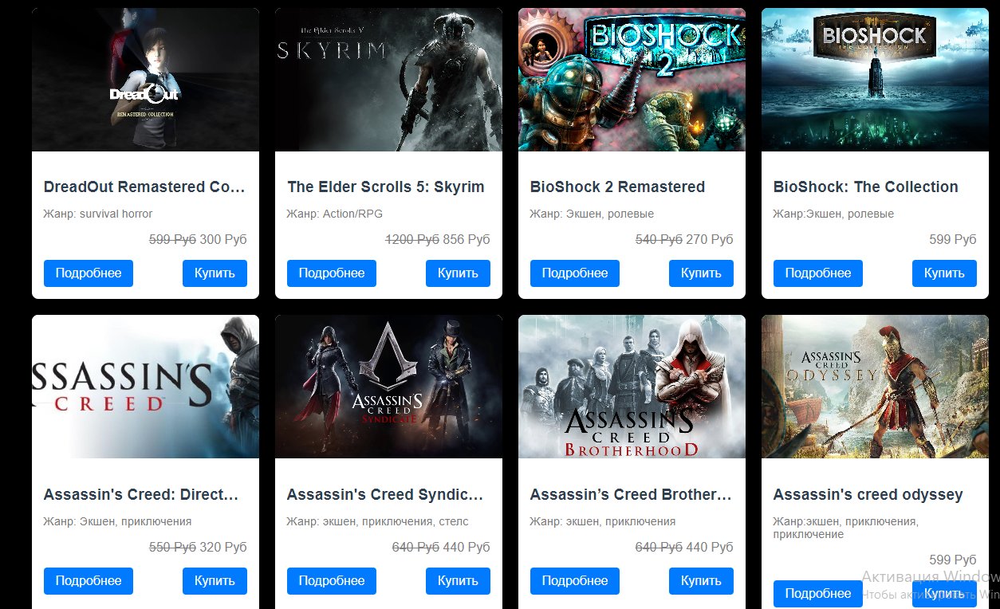 DreadOut
REMASTERED COLLECTION
The Elder Scrolls V
SKYRIM
BIOSHOCK
2
BIOSHOCK
THE COLLECTION
DreadOut Remastered Co...
The Elder Scrolls 5: Skyrim
BioShock 2 Remastered
BioShock: The Collection
Жанр: survival horror
Жанр: Action/RPG
Жанр: Экшен, ролевые
Жанр:Экшен, ролевые
599 Руб 300 Руб
1200 Руб 856 Руб
540 Руб 270 Руб
599 Руб
Подробнее
Купить
Подробнее
Купить
Подробнее
Купить
Подробнее
Купить
SSASSIN'S
CREED
ASSASSIN'S
CREED
SYNDICATE
ASSASSIN'S
CREED
BROTHERHOOD
ASSASSIN'S
CREED
ODYSSEY
Assassin's Creed: Direct...
Assassin's Creed Syndic...
Assassin’s Creed Brother...
Assassin's creed odyssey
Жанр: Экшен, приключения
Жанр: экшен, приключения, стелс
Жанр: экшен, приключения
Жанр:экшен, приключения,
приключение
550 Руб 320 Руб
640 Руб 440 Руб
640 Руб 440 Руб
599 Руб
Подробнее
Купить
Подробнее
Купить
Подробнее
Купить
Подробнее
Купить
Активация Window
Чтобы активировать Win